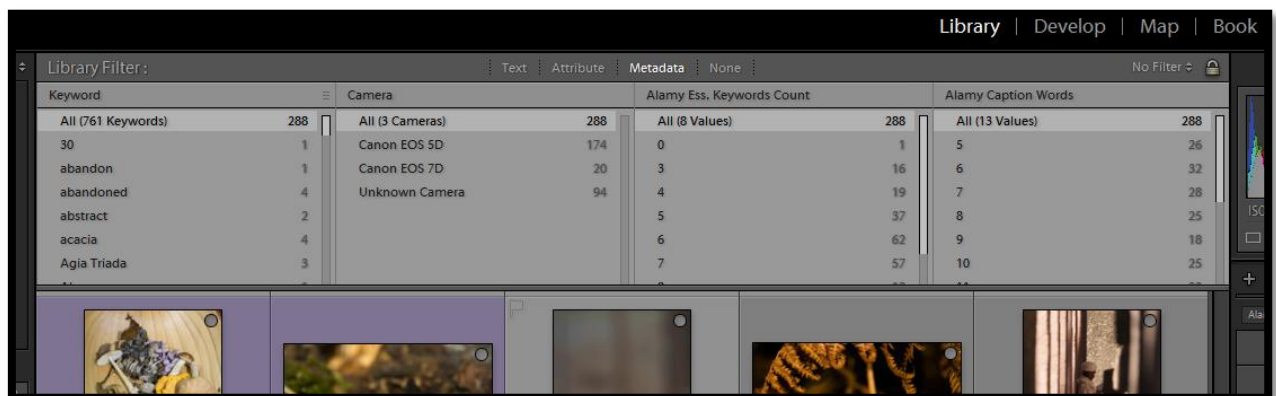 Library | Develop | Map | Book
Library Filter : Text Attribute Metadata None No Filter
Keyword Camera Alamy Ess. Keywords Count Alamy Caption Words
All (761 Keywords) 288 All (3 Cameras) 288 All (8 Values) 288 All (13 Values) 288
30 1 Canon EOS 5D 174 0 1 5 26
abandon 1 Canon EOS 7D 20 3 16 6 32
abandoned 4 Unknown Camera 94 4 19 7 28
abstract 2 5 37 8 25
ISO
acacia 4 6 62 9 18
Agia Triada 3 7 57 10 25